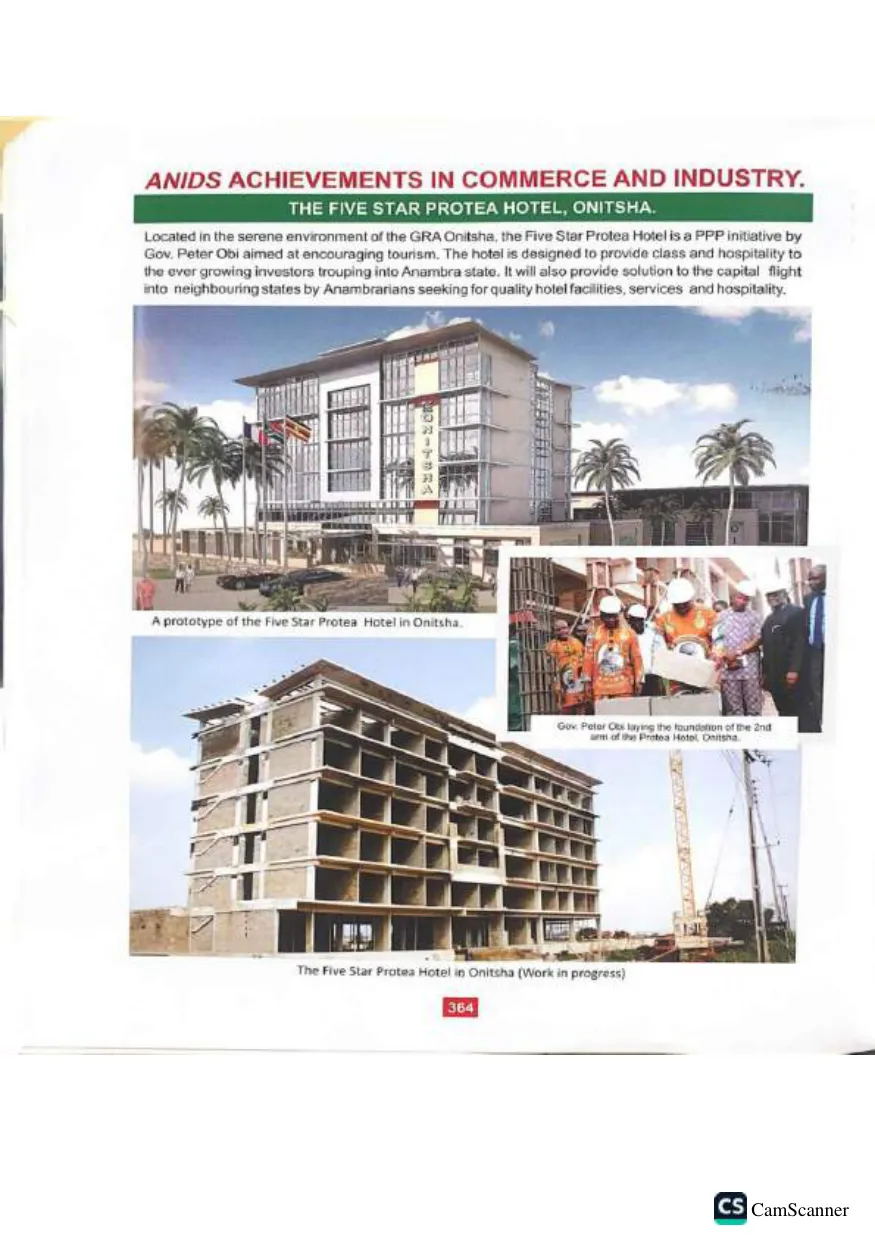 ANIDS ACHIEVEMENTS IN COMMERCE AND INDUSTRY.
THE FIVE STAR PROTEA HOTEL, ONITSHA.
Located in the serene environment of the GRA Onitsha, the Five Star Protea Hotel is a PPP initiative by
Gov. Peter Obi aimed at encouraging tourism. The hotel is designed to provide class and hospitality to
the ever growing investors trouping into Anambra state. It will also provide solution to the capital flight
into neighbouring states by Anambrarians seeking for quality hotel facilities, services and hospitality.
ONITSHA
A prototype of the Five Star Protea Hotel in Onitsha.
Gov. Peter Obi laying the foundation of the 2nd
arm of the Protea Hotel, Onitsha.
The Five Star Protea Hotel in Onitsha (Work in progress)
364
CS CamScanner